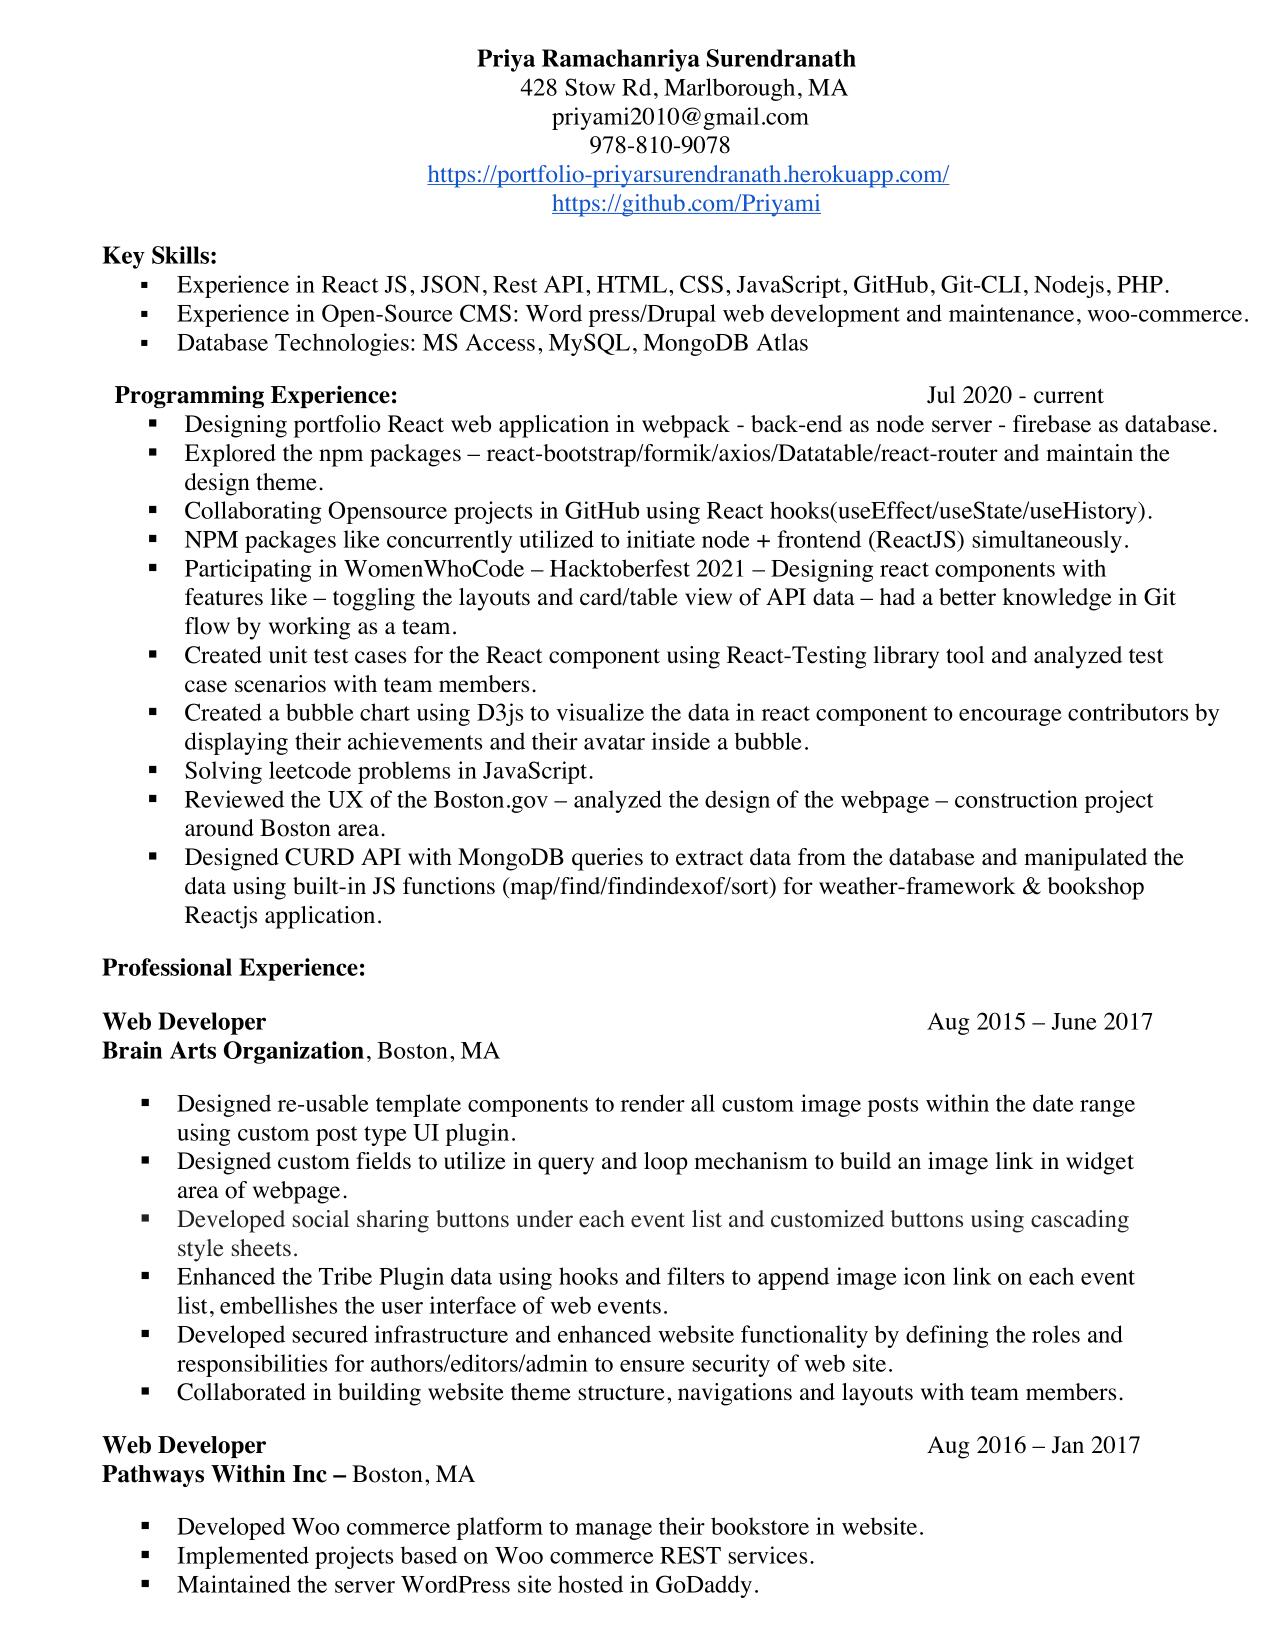 Priya Ramachanriya Surendranath
428 Stow Rd, Marlborough, MA
priyami2010@gmail.com
978-810-9078
https://portfolio-priyarsurendranath.herokuapp.com/
https://github.com/Priyami
Key Skills:
▪ Experience in React JS, JSON, Rest API, HTML, CSS, JavaScript, GitHub, Git-CLI, Nodejs, PHP.
▪ Experience in Open-Source CMS: Word press/Drupal web development and maintenance, woo-commerce.
▪ Database Technologies: MS Access, MySQL, MongoDB Atlas
Programming Experience: Jul 2020 - current
▪ Designing portfolio React web application in webpack - back-end as node server - firebase as database.
▪ Explored the npm packages – react-bootstrap/formik/axios/Datatable/react-router and maintain the
design theme.
▪ Collaborating Opensource projects in GitHub using React hooks(useEffect/useState/useHistory).
▪ NPM packages like concurrently utilized to initiate node + frontend (ReactJS) simultaneously.
▪ Participating in WomenWhoCode – Hacktoberfest 2021 – Designing react components with
features like – toggling the layouts and card/table view of API data – had a better knowledge in Git
flow by working as a team.
▪ Created unit test cases for the React component using React-Testing library tool and analyzed test
case scenarios with team members.
▪ Created a bubble chart using D3js to visualize the data in react component to encourage contributors by
displaying their achievements and their avatar inside a bubble.
▪ Solving leetcode problems in JavaScript.
▪ Reviewed the UX of the Boston.gov – analyzed the design of the webpage – construction project
around Boston area.
▪ Designed CURD API with MongoDB queries to extract data from the database and manipulated the
data using built-in JS functions (map/find/findindexof/sort) for weather-framework & bookshop
Reactjs application.
Professional Experience:
Web Developer Aug 2015 – June 2017
Brain Arts Organization, Boston, MA
▪ Designed re-usable template components to render all custom image posts within the date range
using custom post type UI plugin.
▪ Designed custom fields to utilize in query and loop mechanism to build an image link in widget
area of webpage.
▪ Developed social sharing buttons under each event list and customized buttons using cascading
style sheets.
▪ Enhanced the Tribe Plugin data using hooks and filters to append image icon link on each event
list, embellishes the user interface of web events.
▪ Developed secured infrastructure and enhanced website functionality by defining the roles and
responsibilities for authors/editors/admin to ensure security of web site.
▪ Collaborated in building website theme structure, navigations and layouts with team members.
Web Developer Aug 2016 – Jan 2017
Pathways Within Inc – Boston, MA
▪ Developed Woo commerce platform to manage their bookstore in website.
▪ Implemented projects based on Woo commerce REST services.
▪ Maintained the server WordPress site hosted in GoDaddy.